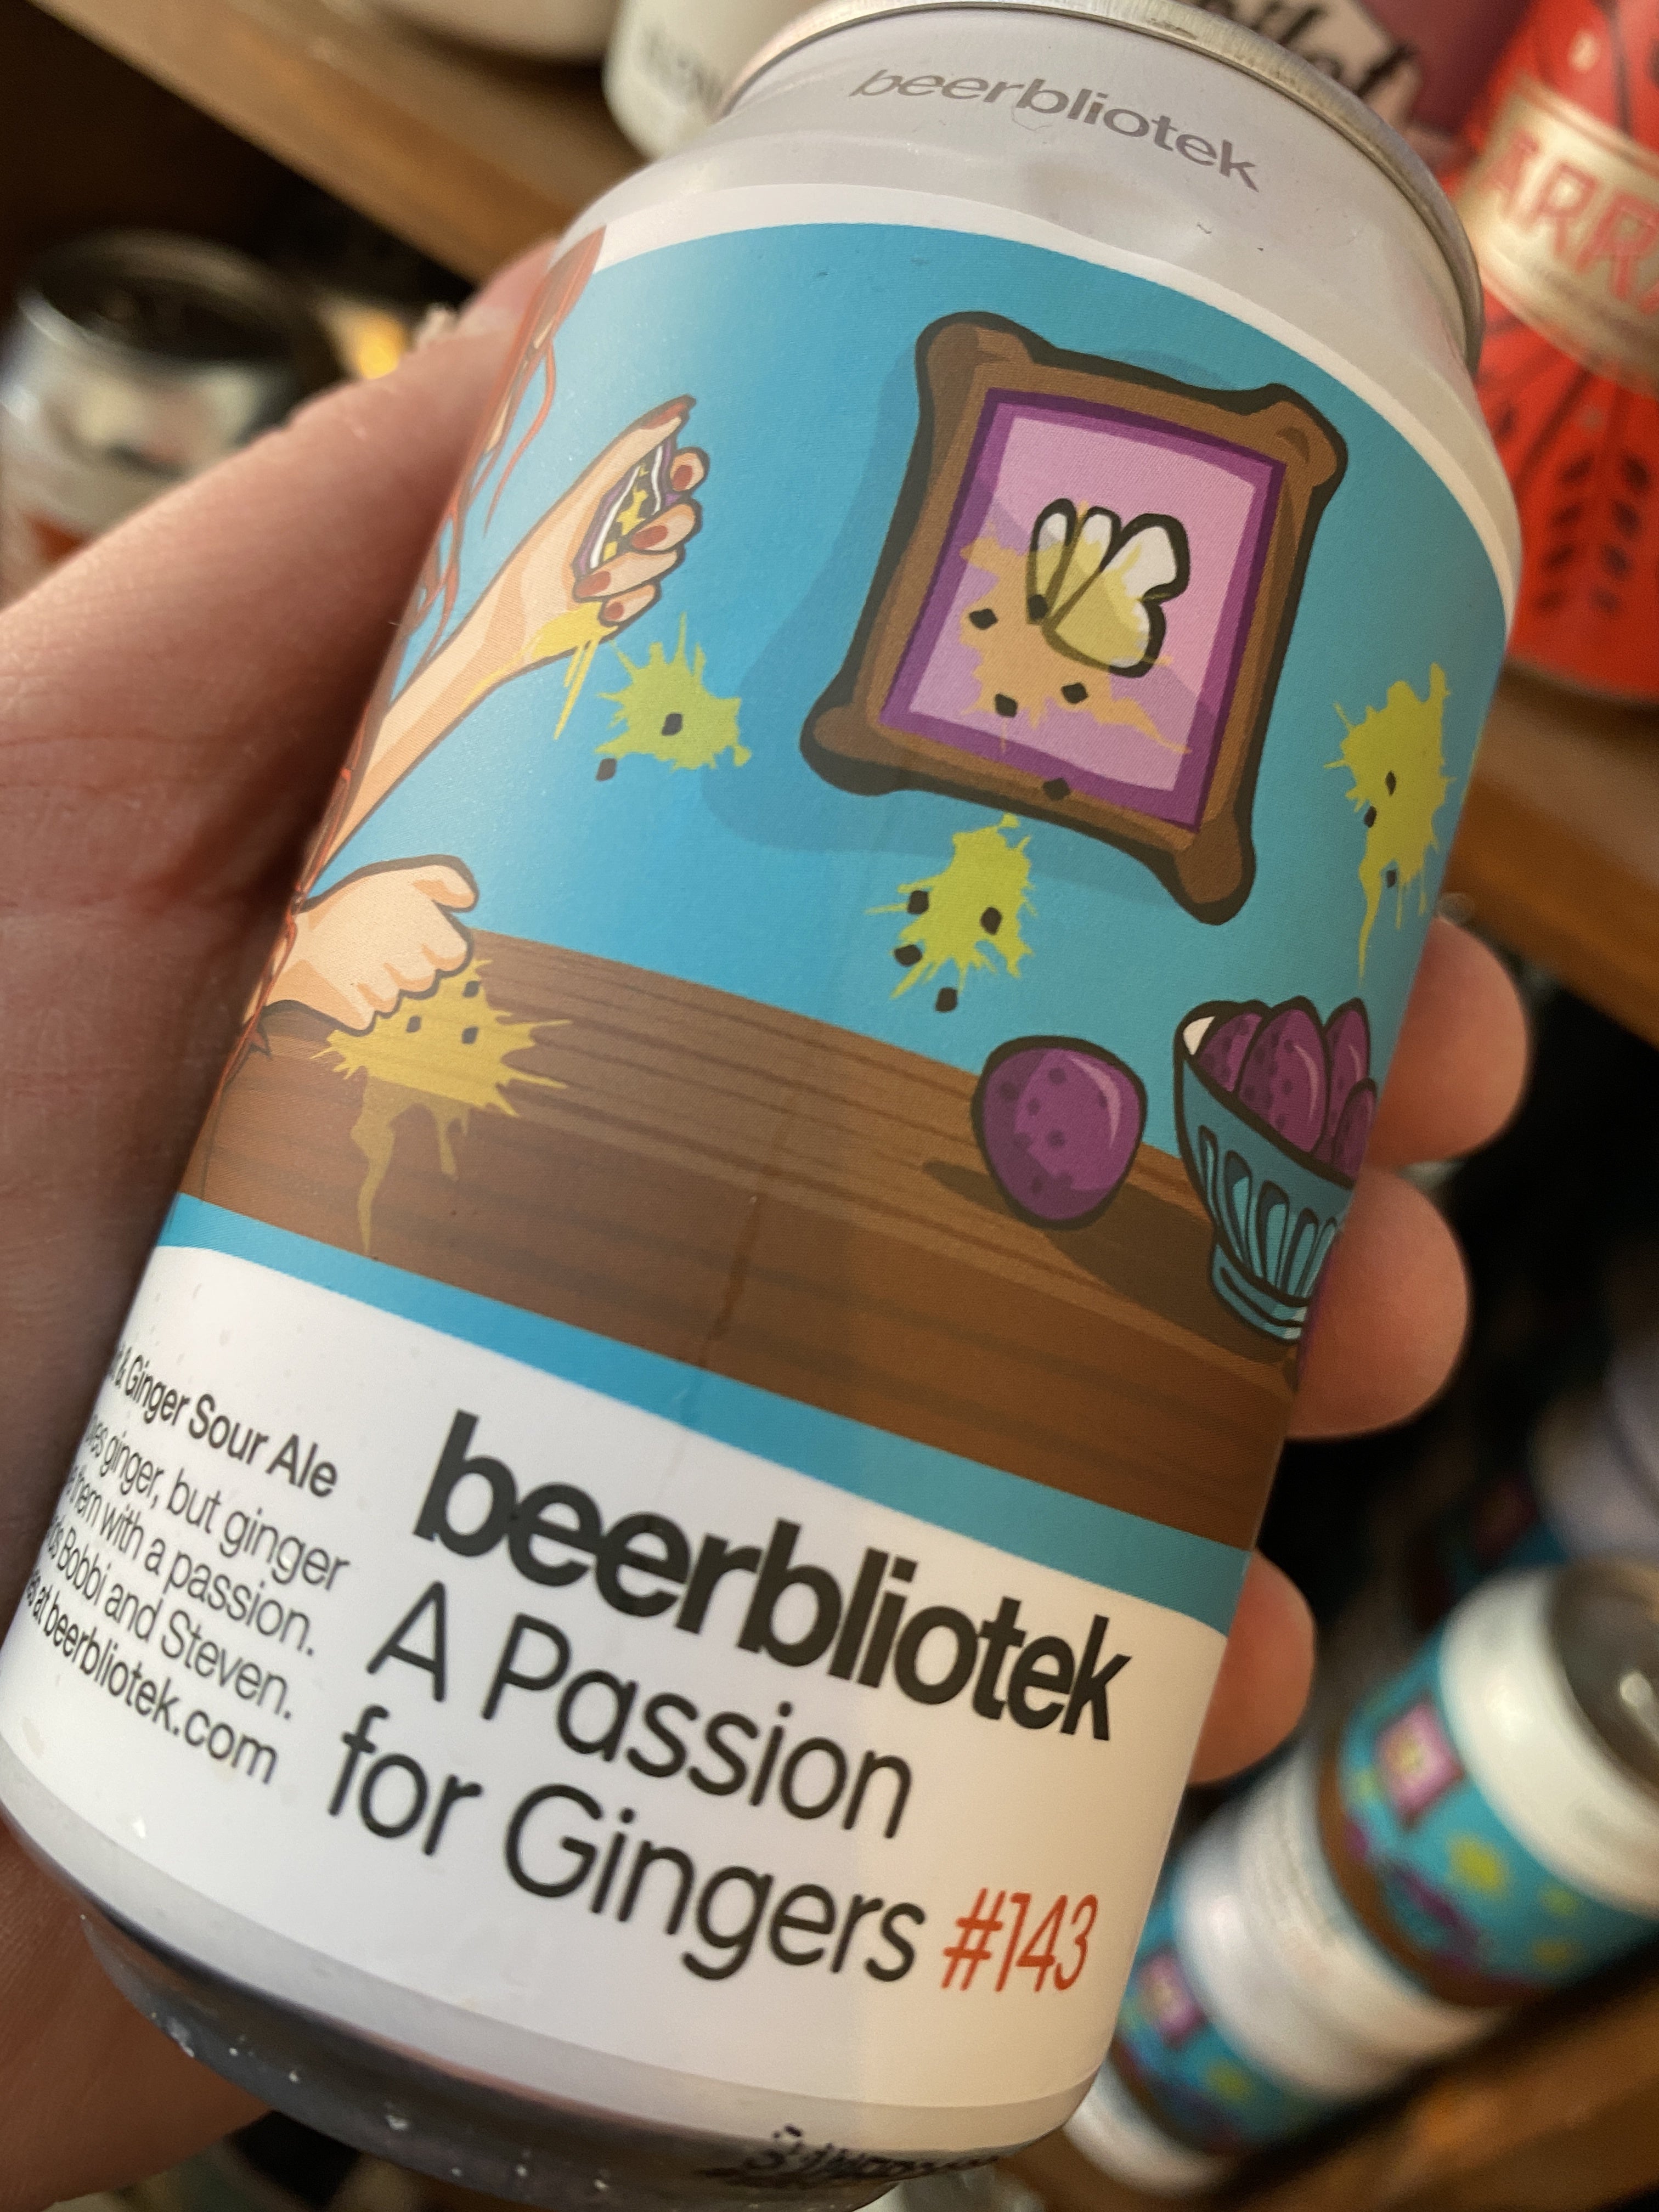 beerbliotek
& Ginger Sour Ale
ginger, but ginger
them with a passion.
Bobbi and Steven.
at beerbliotek.com
beerbliotek
A Passion
for Gingers #143